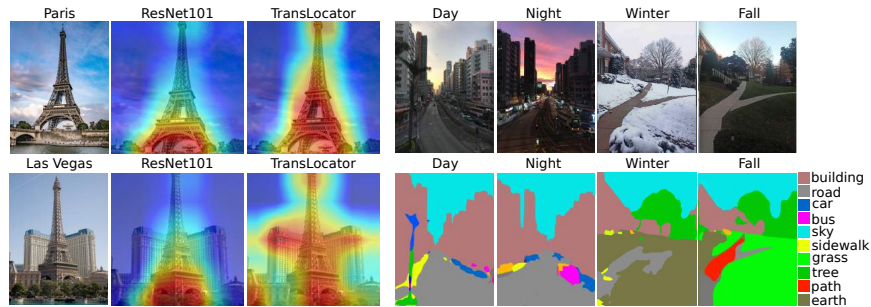 Paris ResNet101 TransLocator Day Night Winter Fall
Las Vegas ResNet101 TransLocator Day Night Winter Fall
building
road
car
bus
sky
sidewalk
grass
tree
path
earth